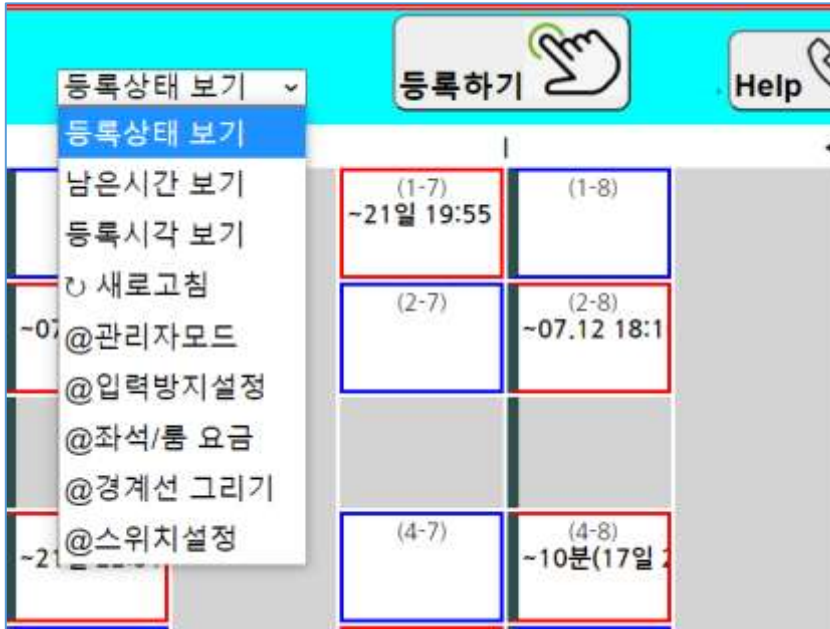 등록상태 보기
등록하기
Help
등록상태 보기
남은시간 보기
등록시각 보기
↻ 새로고침
@관리자모드
@입력방지설정
@좌석/룸 요금
@경계선 그리기
@스위치설정
(1-7)
~21일 19:55
(1-8)
(2-7)
~07
(2-8)
~07.12 18:1
(4-7)
~21
(4-8)
~10분(17일